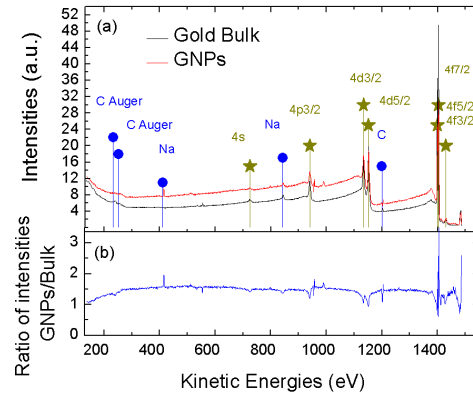 (a)
Gold Bulk
GNPs
Intensities (a.u.)
52
48
44
40
36
32
28
24
20
16
12
8
4
C Auger
C Auger
Na
4s
Na
4p3/2
4d3/2
4d5/2
C
4f7/2
4f5/2
4f3/2
(b)
Ratio of intensities
GNPs/Bulk
3
2
1
0
200 400 600 800 1000 1200 1400
Kinetic Energies (eV)